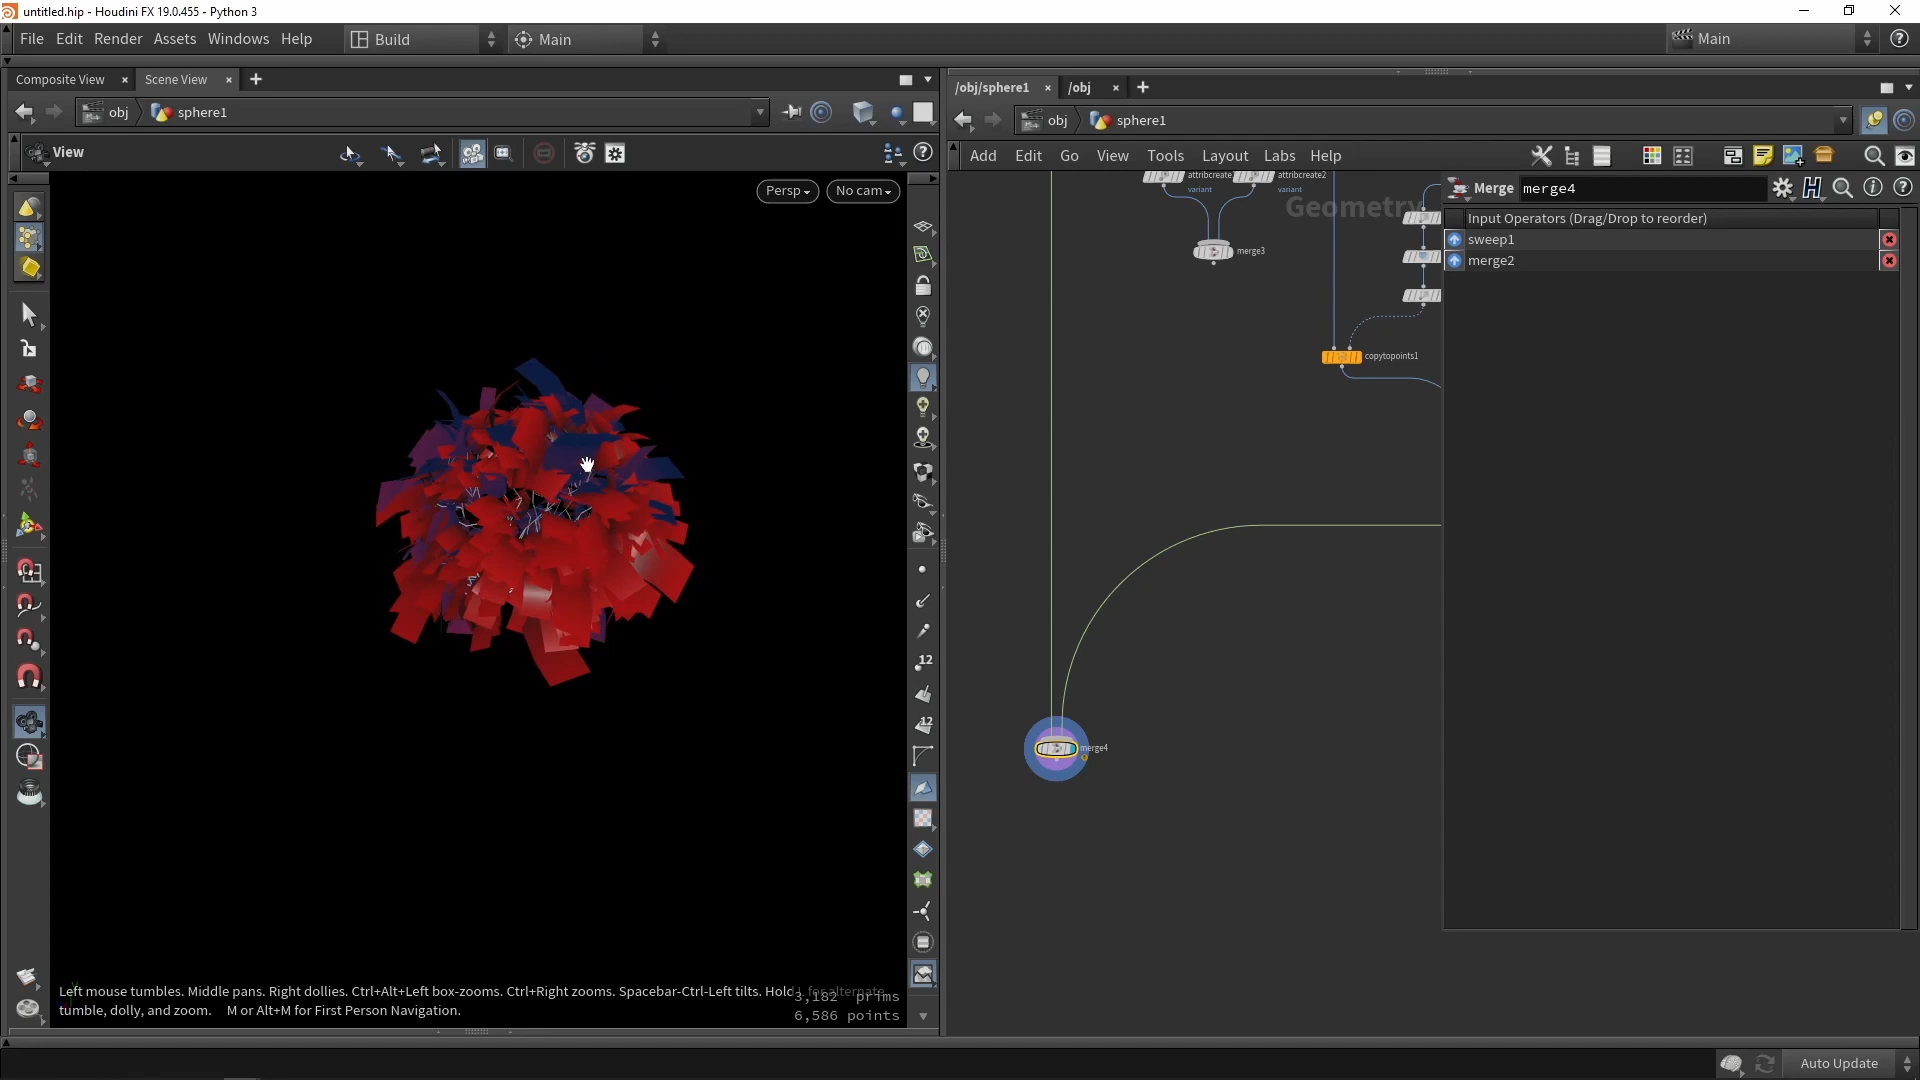 untitled.hip - Houdini FX 19.0.455 - Python 3
File Edit Render Assets Windows Help Build Main Main
Composite View × Scene View ×
/obj/sphere1 × /obj ×
obj sphere1
obj sphere1
View
Add Edit Go View Tools Layout Labs Help
Persp No cam
attribcreate
variant
attribcreate2
variant
Geometry
merge3
copytopoints1
merge4
Merge merge4
Input Operators (Drag/Drop to reorder)
sweep1
merge2
12
12
Left mouse tumbles. Middle pans. Right dollies. Ctrl+Alt+Left box-zooms. Ctrl+Right zooms. Spacebar-Ctrl-Left tilts. Hold L for alternate
tumble, dolly, and zoom. M or Alt+M for First Person Navigation.
3,182 prims
6,586 points
Auto Update